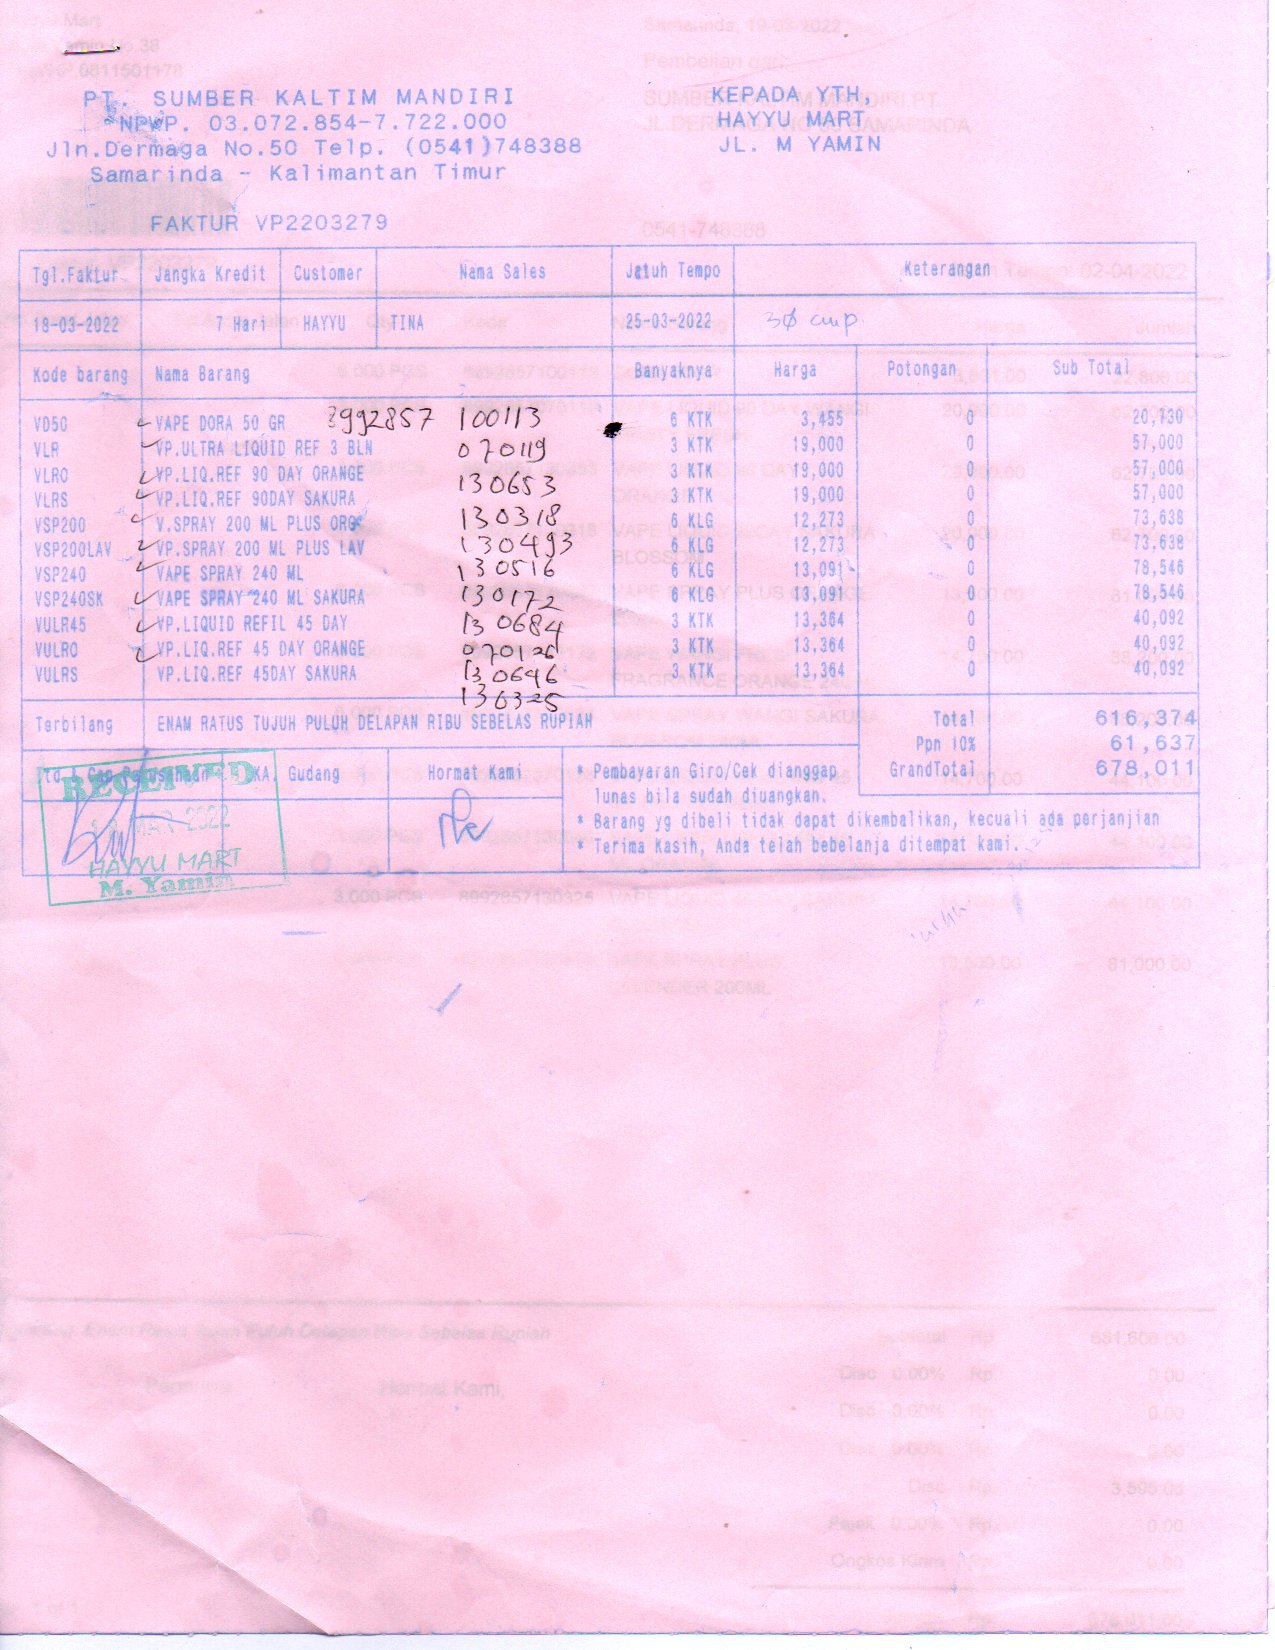 PT. SUMBER KALTIM MANDIRI
NPWP. 03.072.854-7.722.000
Jln.Dermaga No.50 Telp. (0541)748388
Samarinda - Kalimantan Timur
KEPADA YTH,
HAYYU MART
JL. M YAMIN
FAKTUR VP2203279
Tgl.Faktur Jangka Kredit Customer Nama Sales Jatuh Tempo Keterangan
18-03-2022 7 Hari HAYYU TINA 25-03-2022
Kode barang Nama Barang Banyaknya Harga Potongan Sub Total
VD50 VAPE DORA 50 GR 8992857 100113 6 KTK 3,455 0 20,730
VLR VP.ULTRA LIQUID REF 3 BLN 070119 3 KTK 19,000 0 57,000
VLRO VP.LIQ.REF 90 DAY ORANGE 130653 3 KTK 19,000 0 57,000
VLRS VP.LIQ.REF 90DAY SAKURA 130318 3 KTK 19,000 0 57,000
VSP200 V.SPRAY 200 ML PLUS ORG 130493 6 KLG 12,273 0 73,638
VSP200LAV VP.SPRAY 200 ML PLUS LAV 130516 6 KLG 12,273 0 73,638
VSP240 VAPE SPRAY 240 ML 130172 6 KLG 13,091 0 78,546
VSP240SK VAPE SPRAY 240 ML SAKURA 130684 6 KLG 13,091 0 78,546
VULR45 VP.LIQUID REFIL 45 DAY 070126 3 KTK 13,364 0 40,092
VULRO VP.LIQ.REF 45 DAY ORANGE 130646 3 KTK 13,364 0 40,092
VULRS VP.LIQ.REF 45DAY SAKURA 130325 3 KTK 13,364 0 40,092
Terbilang ENAM RATUS TUJUH PULUH DELAPAN RIBU SEBELAS RUPIAH
Total 616,374
Ppn 10% 61,637
GrandTotal 678,011
KA. Gudang Hormat Kami
* Pembayaran Giro/Cek dianggap
lunas bila sudah diuangkan.
* Barang yg dibeli tidak dapat dikembalikan, kecuali ada perjanjian
* Terima Kasih, Anda telah bebelanja ditempat kami.
RECEIVED
MAR 2022
HAYYU MART
M. Yamin